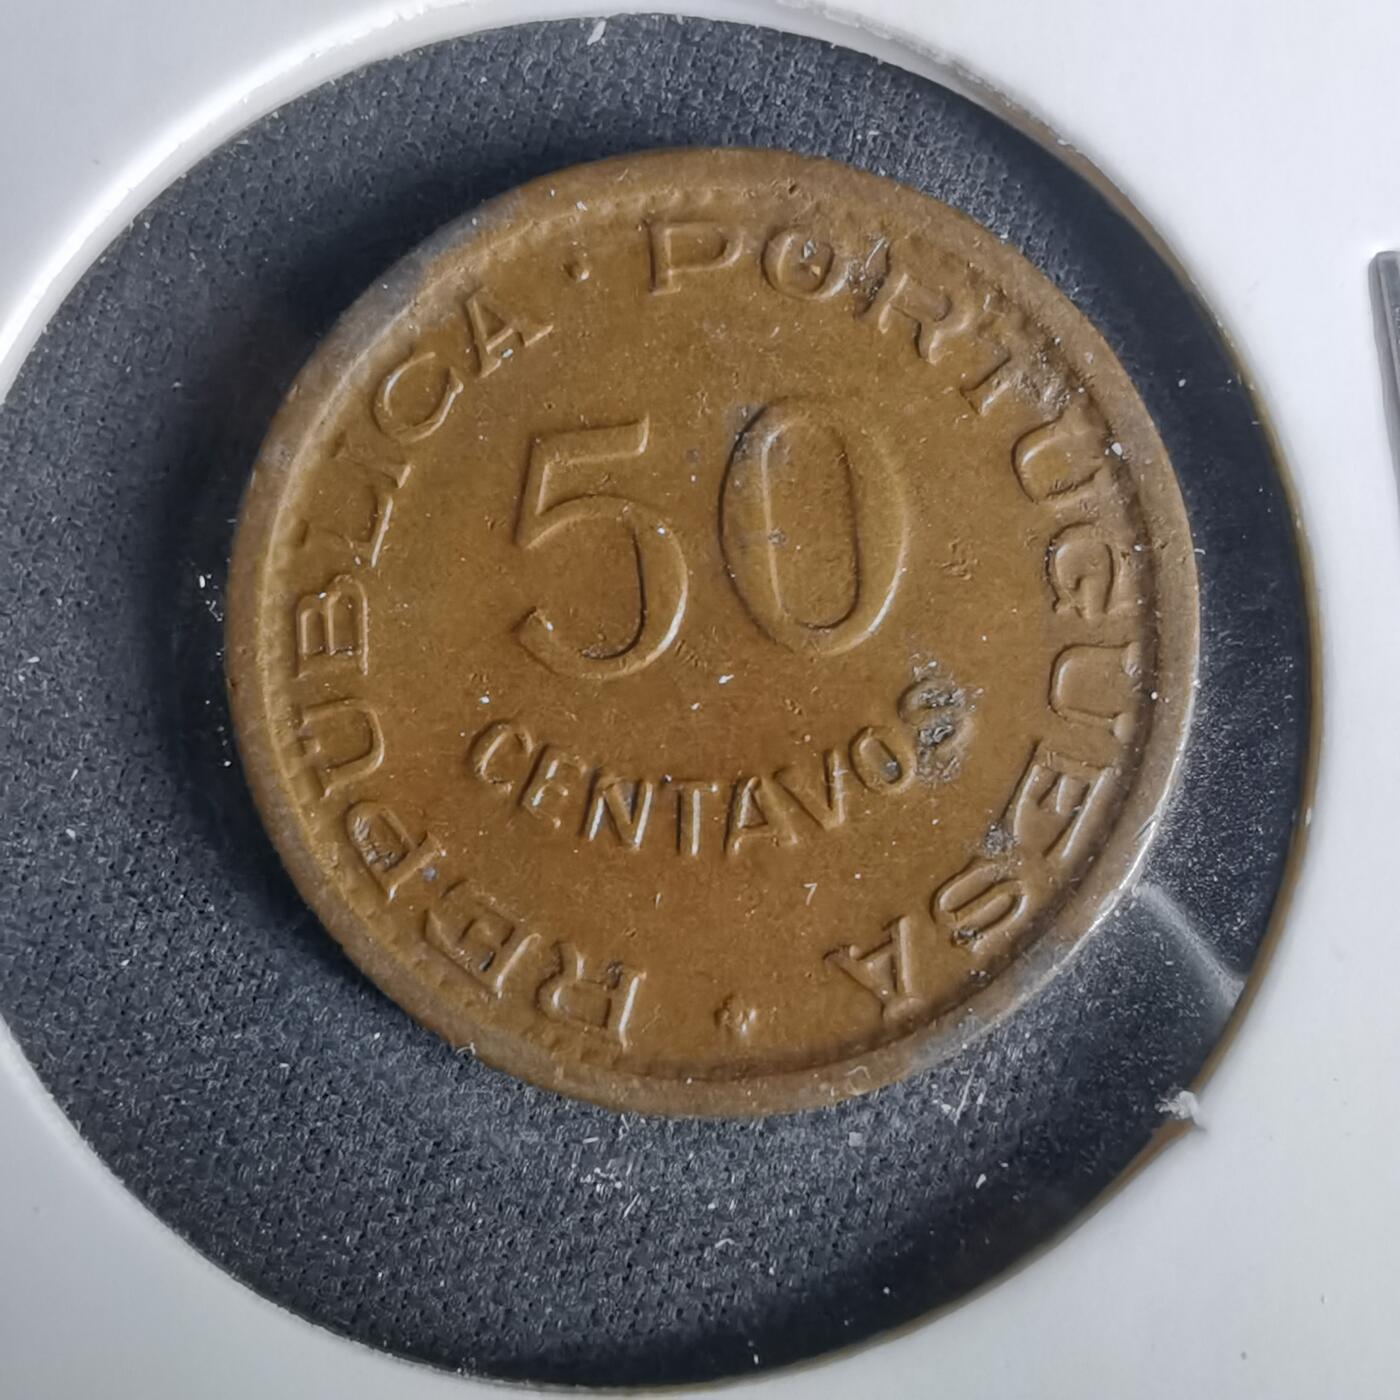 REPUBLICA · PORTUGUESA ·
50
CENTAVOS